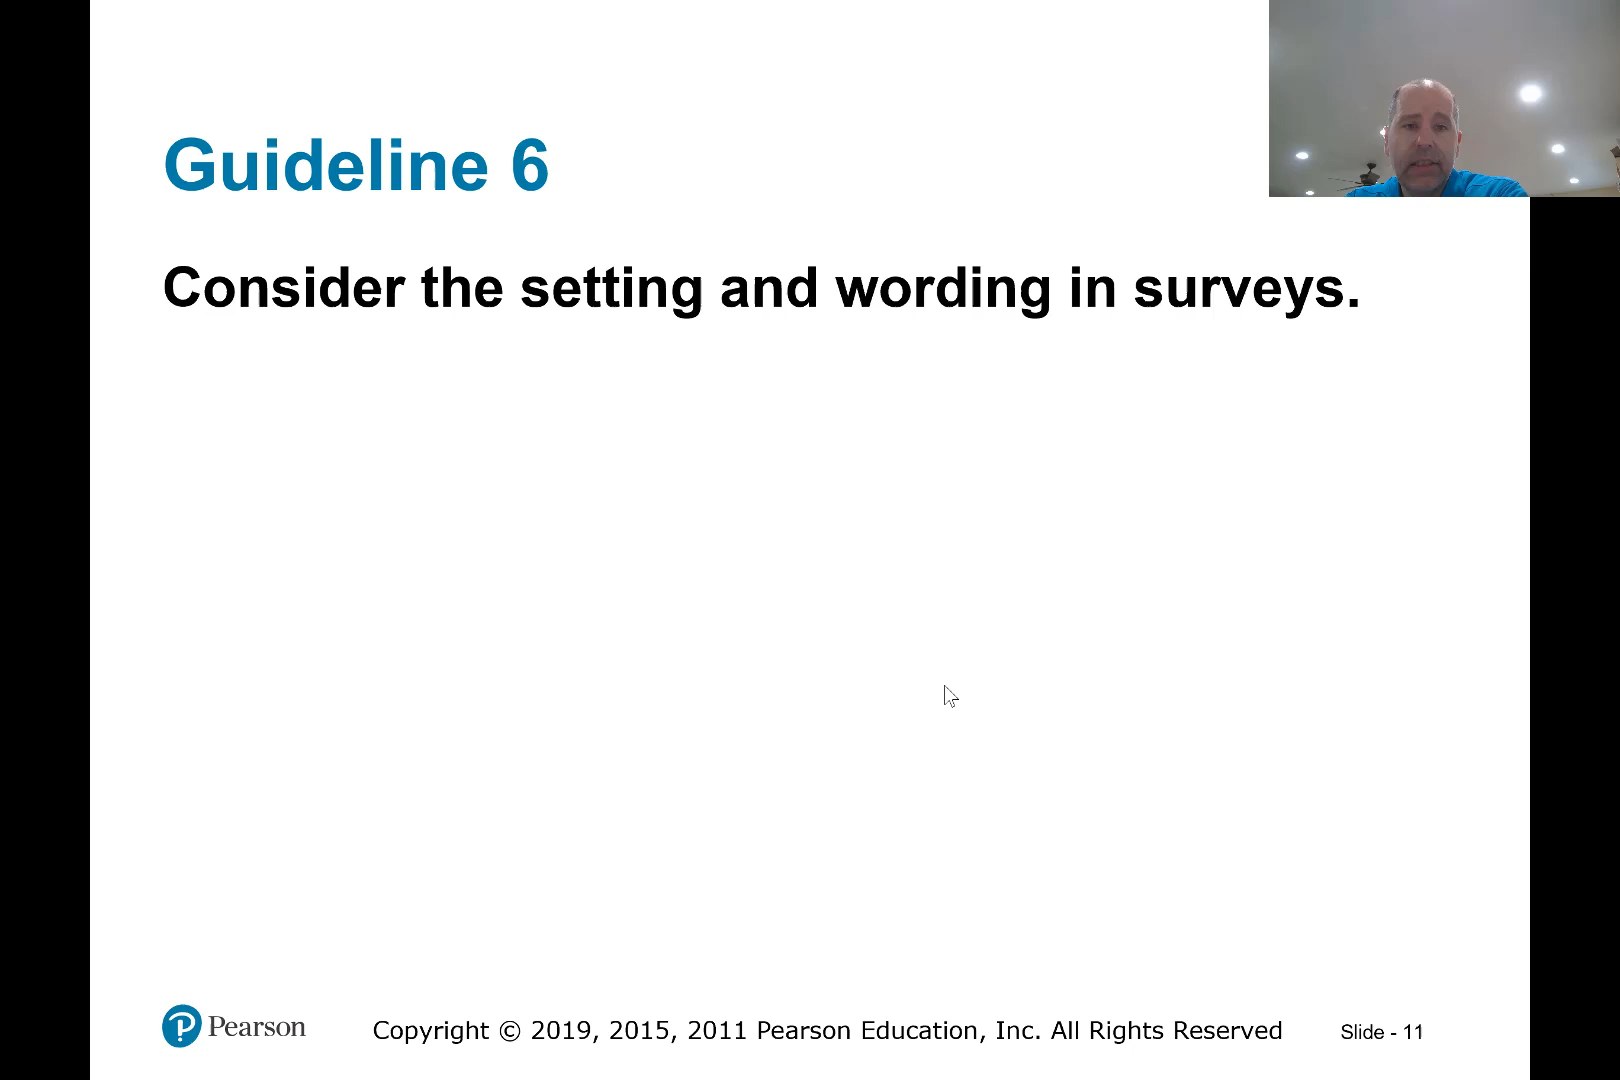 Guideline 6
Consider the setting and wording in surveys.
Pearson
Copyright © 2019, 2015, 2011 Pearson Education, Inc. All Rights Reserved
Slide - 11